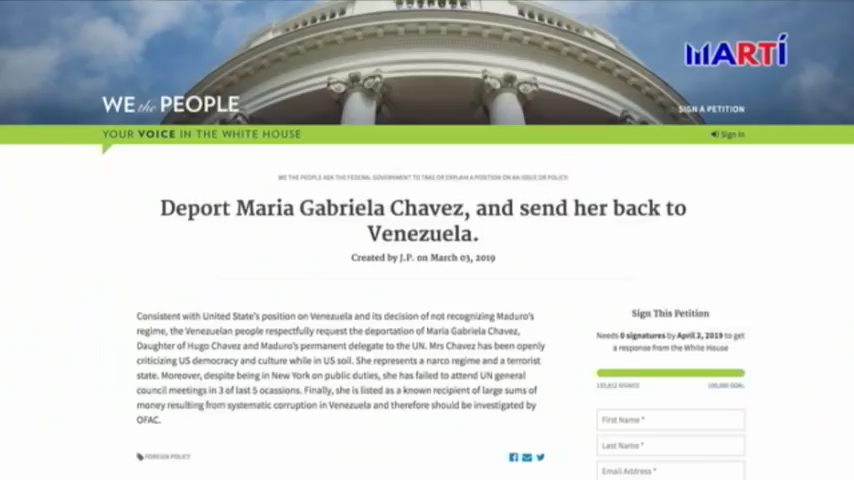 MARTÍ
WE the PEOPLE
SIGN A PETITION
YOUR VOICE IN THE WHITE HOUSE
Sign in
WE THE PEOPLE ASK THE FEDERAL GOVERNMENT TO TAKE OR EXPLAIN A POSITION ON AN ISSUE OR POLICY:
Deport Maria Gabriela Chavez, and send her back to
Venezuela.
Created by J.P. on March 03, 2019
Consistent with United State's position on Venezuela and its decision of not recognizing Maduro's
regime, the Venezuelan people respectfully request the deportation of Maria Gabriela Chavez,
Daughter of Hugo Chavez and Maduro's permanent delegate to the UN. Mrs Chavez has been openly
criticizing US democracy and culture while in US soil. She represents a narco regime and a terrorist
state. Moreover, despite being in New York on public duties, she has failed to attend UN general
council meetings in 3 of last 5 ocassions. Finally, she is listed as a known recipient of large sums of
money resulting from systematic corruption in Venezuela and therefore should be investigated by
OFAC.
FOREIGN POLICY
Sign This Petition
Needs 0 signatures by April 2, 2019 to get
a response from the White House
SIGNED 100,000 GOAL
First Name *
Last Name *
Email Address *